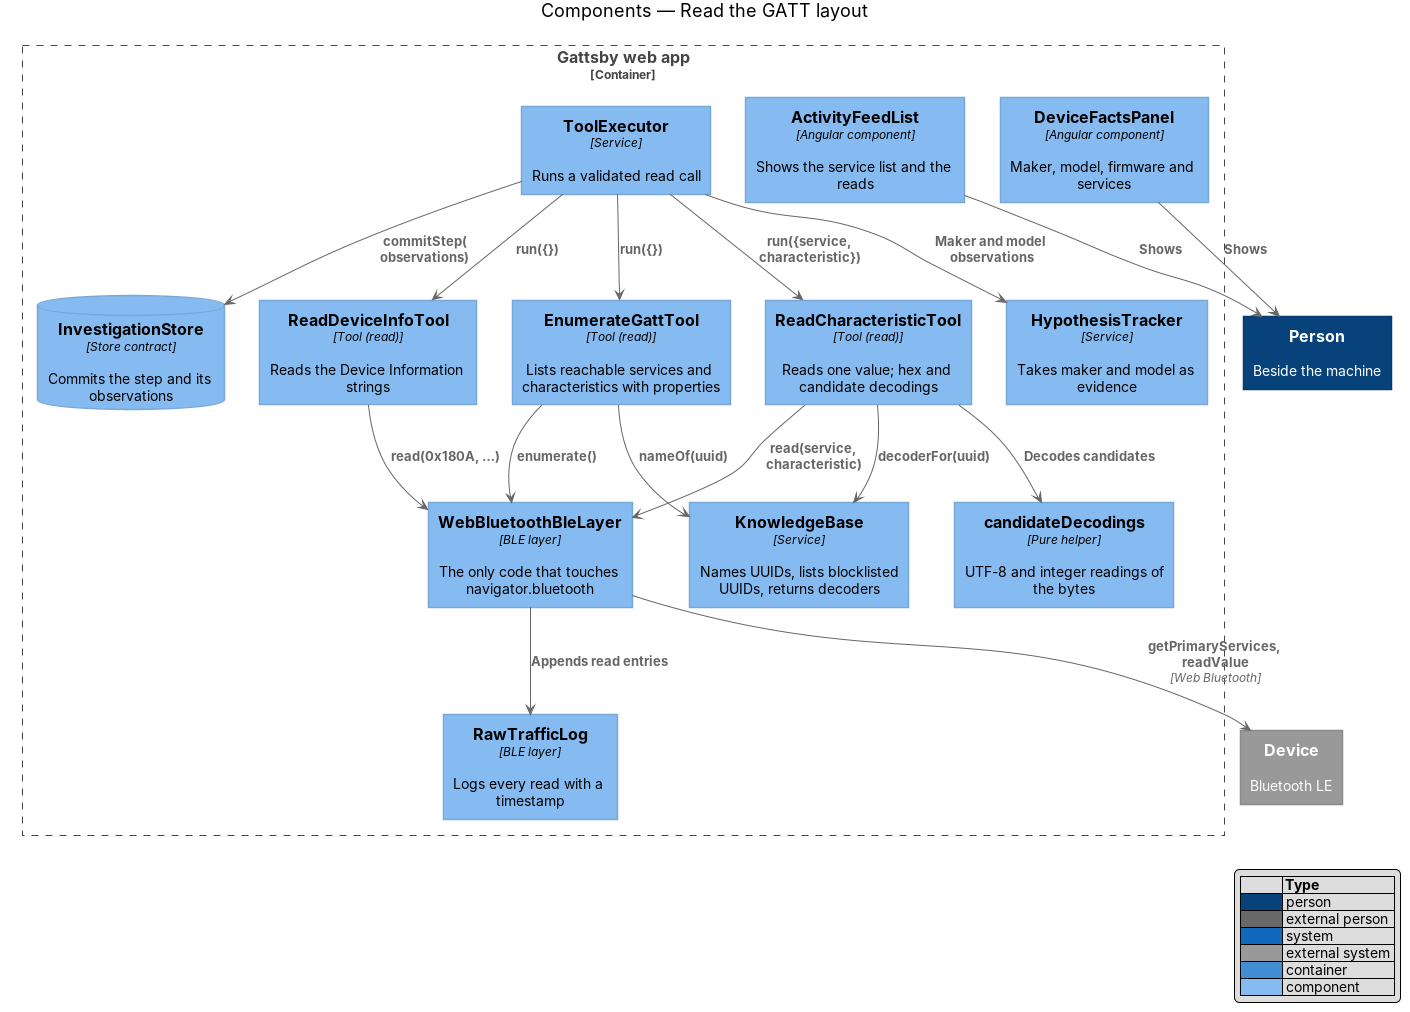 Components — Read the GATT layout
Gattsby web app
[Container]
ToolExecutor
[Service]
Runs a validated read call
ActivityFeedList
[Angular component]
Shows the service list and the
reads
DeviceFactsPanel
[Angular component]
Maker, model, firmware and
services
commitStep(
observations)
run({})
run({})
run({service,
characteristic})
Maker and model
observations
Shows
Shows
InvestigationStore
[Store contract]
Commits the step and its
observations
ReadDeviceInfoTool
[Tool (read)]
Reads the Device Information
strings
EnumerateGattTool
[Tool (read)]
Lists reachable services and
characteristics with properties
ReadCharacteristicTool
[Tool (read)]
Reads one value; hex and
candidate decodings
HypothesisTracker
[Service]
Takes maker and model as
evidence
Person
Beside the machine
read(0x180A, ...)
enumerate()
nameOf(uuid)
read(service,
characteristic)
decoderFor(uuid)
Decodes candidates
WebBluetoothBleLayer
[BLE layer]
The only code that touches
navigator.bluetooth
KnowledgeBase
[Service]
Names UUIDs, lists blocklisted
UUIDs, returns decoders
candidateDecodings
[Pure helper]
UTF-8 and integer readings of
the bytes
Appends read entries
getPrimaryServices,
readValue
[Web Bluetooth]
RawTrafficLog
[BLE layer]
Logs every read with a
timestamp
Device
Bluetooth LE
Type
person
external person
system
external system
container
component